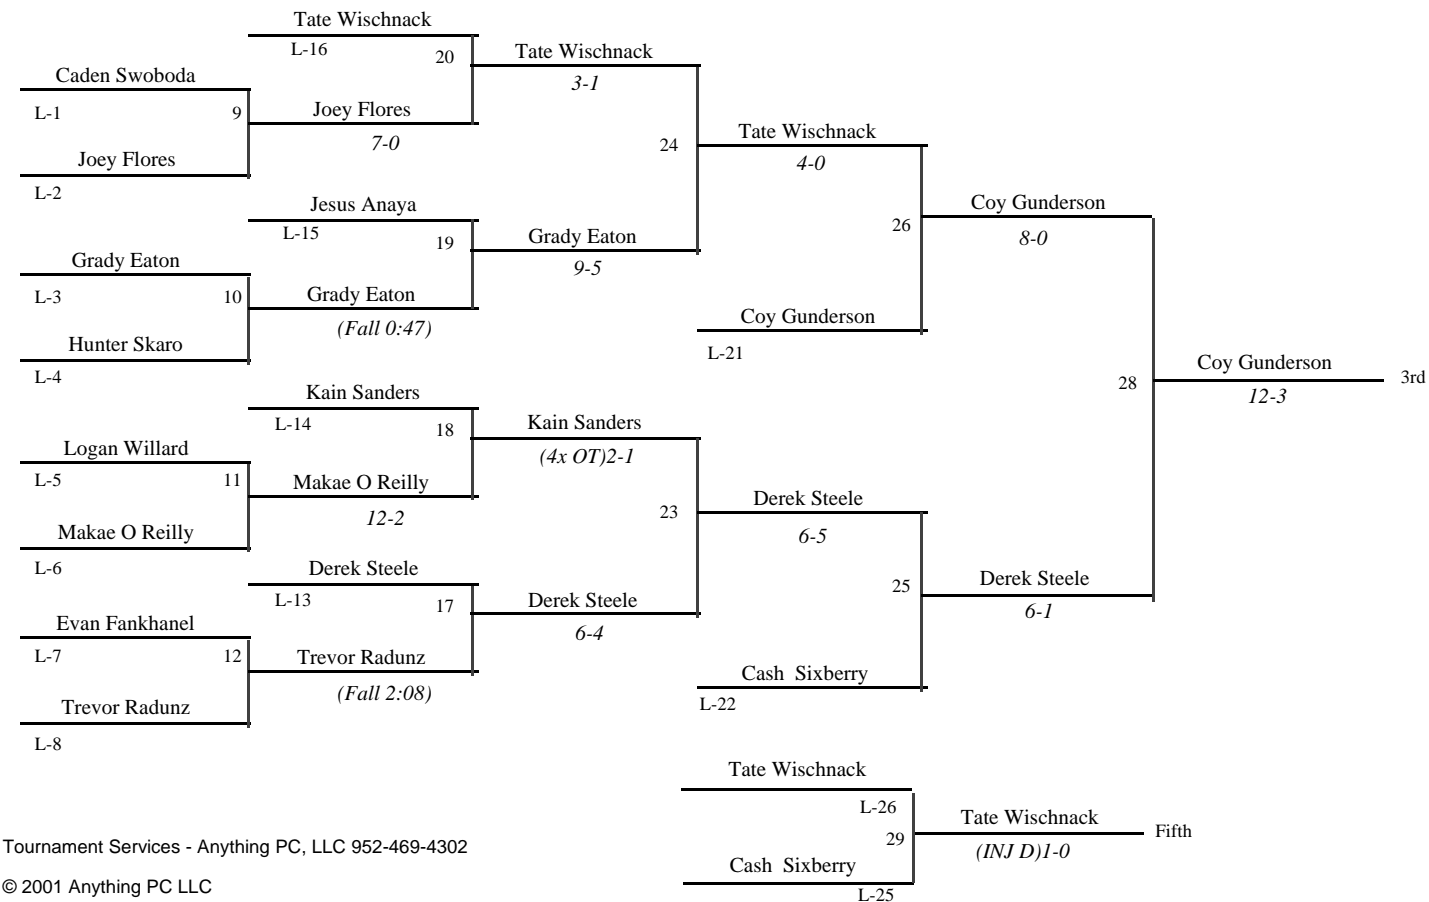 Tate Wischnack
L-16
20
Tate Wischnack
3-1
Caden Swoboda
L-1
9
Joey Flores
7-0
24
Tate Wischnack
4-0
Joey Flores
L-2
Jesus Anaya
L-15
19
Grady Eaton
9-5
26
Coy Gunderson
8-0
Grady Eaton
L-3
10
Grady Eaton
(Fall 0:47)
Coy Gunderson
L-21
Hunter Skaro
L-4
28
Coy Gunderson
12-3
3rd
Kain Sanders
L-14
18
Kain Sanders
(4x OT)2-1
Logan Willard
L-5
11
Makae O Reilly
12-2
23
Derek Steele
6-5
Makae O Reilly
L-6
Derek Steele
L-13
17
Derek Steele
6-4
25
Derek Steele
6-1
Evan Fankhanel
L-7
12
Trevor Radunz
(Fall 2:08)
Cash Sixberry
L-22
Trevor Radunz
L-8
Tate Wischnack
L-26
29
Tate Wischnack
(INJ D)1-0
Fifth
Cash Sixberry
L-25
Tournament Services - Anything PC, LLC 952-469-4302
© 2001 Anything PC LLC